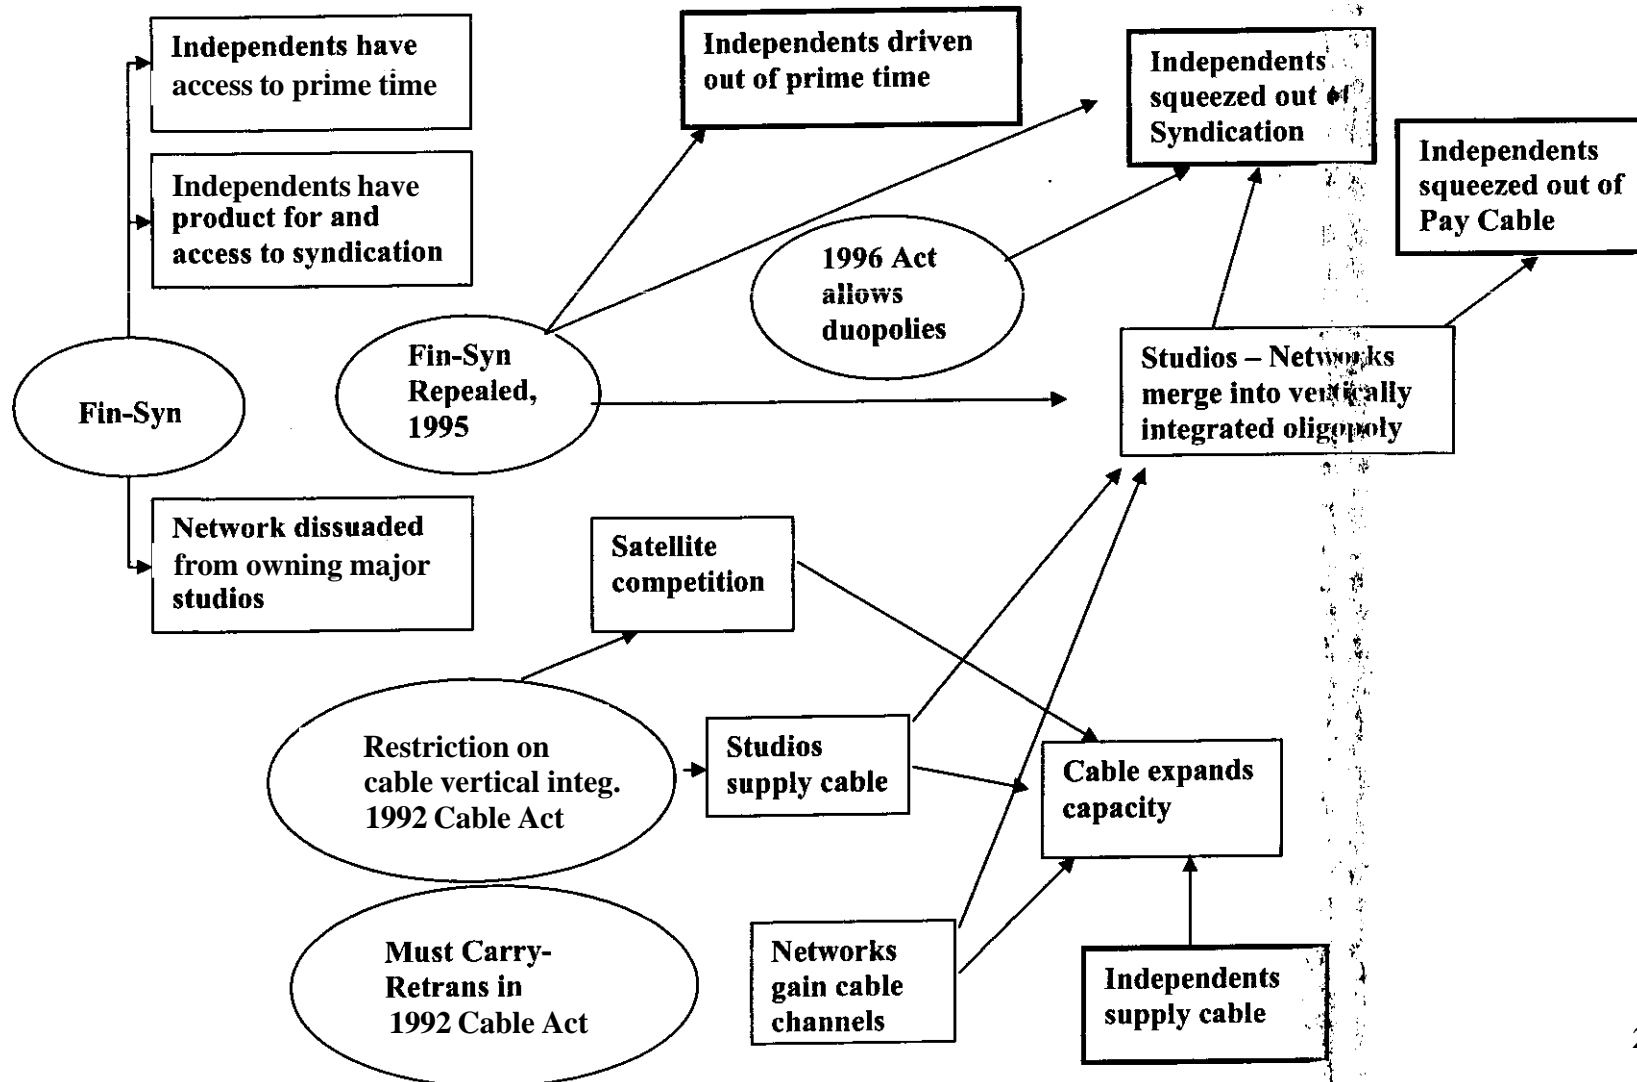 Independents have
access to prime time
Independents have
product for and
access to syndication
Fin-Syn
Network dissuaded
from owning major
studios
Independents driven
out of prime time
Fin-Syn
Repealed,
1995
1996 Act
allows
duopolies
Independents
squeezed out of
Syndication
Independents
squeezed out of
Pay Cable
Studios – Networks
merge into vertically
integrated oligopoly
Satellite
competition
Restriction on
cable vertical integ.
1992 Cable Act
Studios
supply cable
Cable expands
capacity
Must Carry-
Retrans in
1992 Cable Act
Networks
gain cable
channels
Independents
supply cable
2